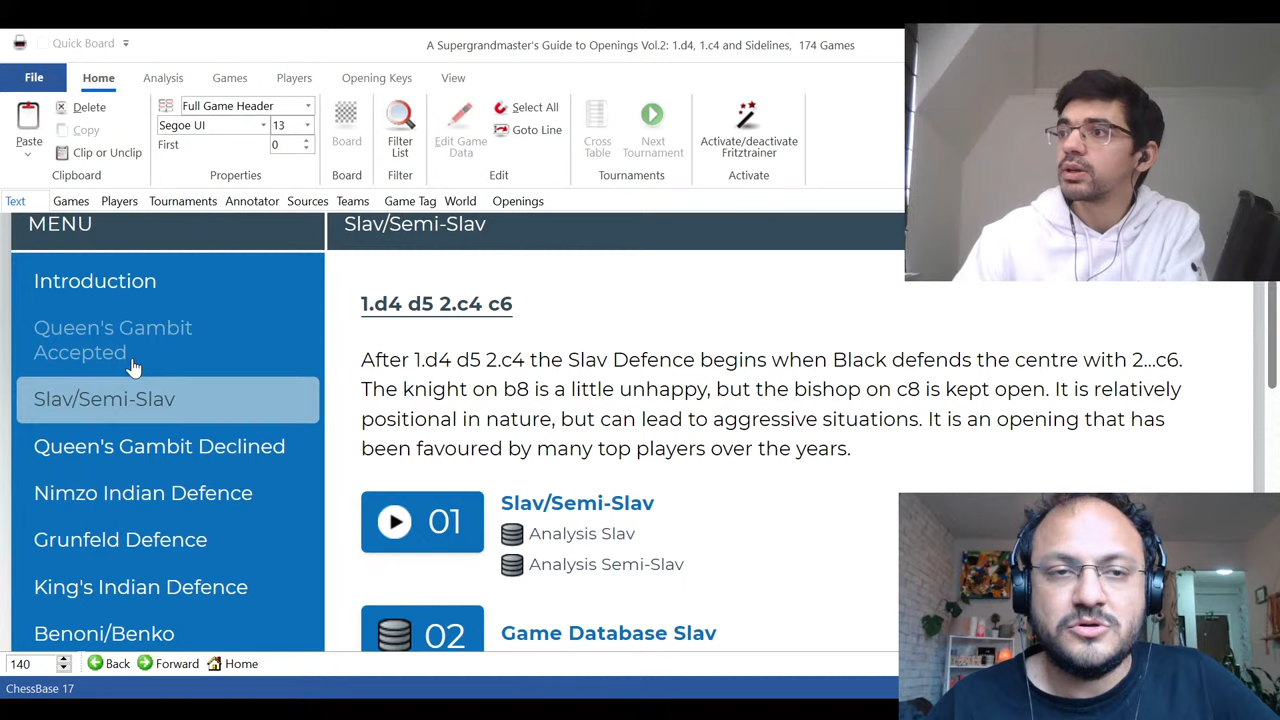 Quick Board
A Supergrandmaster's Guide to Openings Vol.2: 1.d4, 1.c4 and Sidelines, 174 Games
File
Home
Analysis
Games
Players
Opening Keys
View
Paste
Delete
Copy
Clip or Unclip
Clipboard
Full Game Header
Segoe UI
13
First
0
Properties
Board
Board
Filter
List
Filter
Edit Game
Data
Select All
Goto Line
Edit
Cross
Table
Next
Tournament
Tournaments
Activate/deactivate
Fritztrainer
Activate
Text
Games
Players
Tournaments
Annotator
Sources
Teams
Game Tag
World
Openings
MENU
Introduction
Queen's Gambit
Accepted
Slav/Semi-Slav
Queen's Gambit Declined
Nimzo Indian Defence
Grunfeld Defence
King's Indian Defence
Benoni/Benko
Slav/Semi-Slav
1.d4 d5 2.c4 c6
After 1.d4 d5 2.c4 the Slav Defence begins when Black defends the centre with 2...c6.
The knight on b8 is a little unhappy, but the bishop on c8 is kept open. It is relatively
positional in nature, but can lead to aggressive situations. It is an opening that has
been favoured by many top players over the years.
01
Slav/Semi-Slav
Analysis Slav
Analysis Semi-Slav
02
Game Database Slav
140
Back
Forward
Home
ChessBase 17